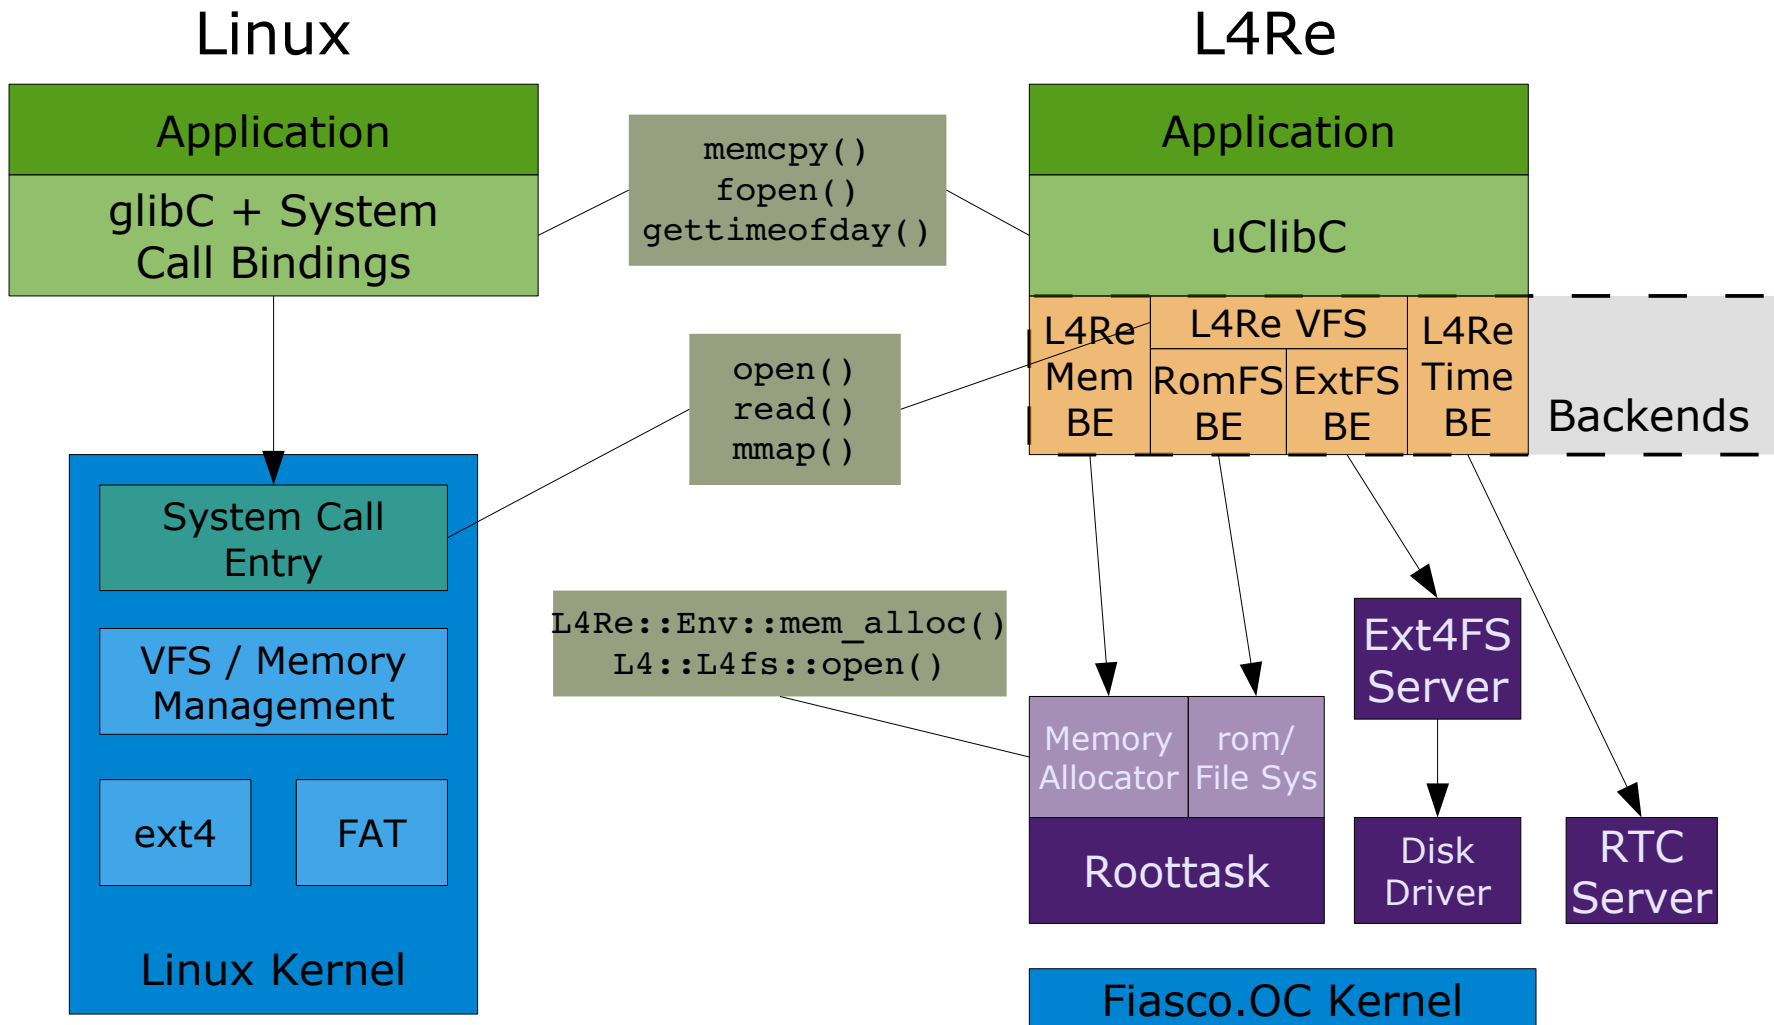 Linux
L4Re
Application
glibC + System
Call Bindings
memcpy()
fopen()
gettimeofday()
Application
uClibC
L4Re
Mem
BE
L4Re VFS
RomFS
BE
ExtFS
BE
L4Re
Time
BE
Backends
open()
read()
mmap()
System Call
Entry
VFS / Memory
Management
ext4
FAT
Linux Kernel
L4Re::Env::mem_alloc()
L4::L4fs::open()
Memory
Allocator
rom/
File Sys
Roottask
Ext4FS
Server
Disk
Driver
RTC
Server
Fiasco.OC Kernel